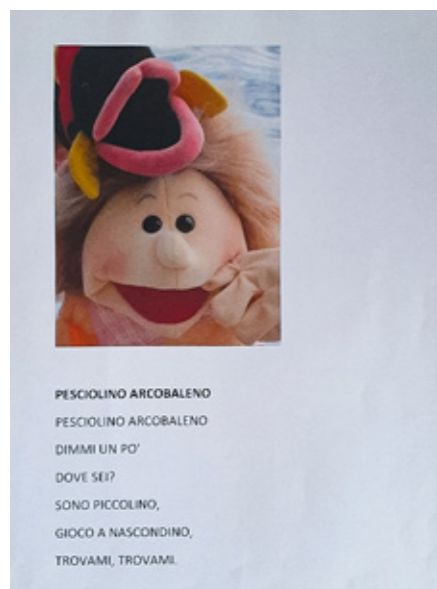 PESCIOLINO ARCOBALENO
PESCIOLINO ARCOBALENO
DIMMI UN PO'
DOVE SEI?
SONO PICCOLINO,
GIOCO A NASCONDINO,
TROVAMI, TROVAMI.